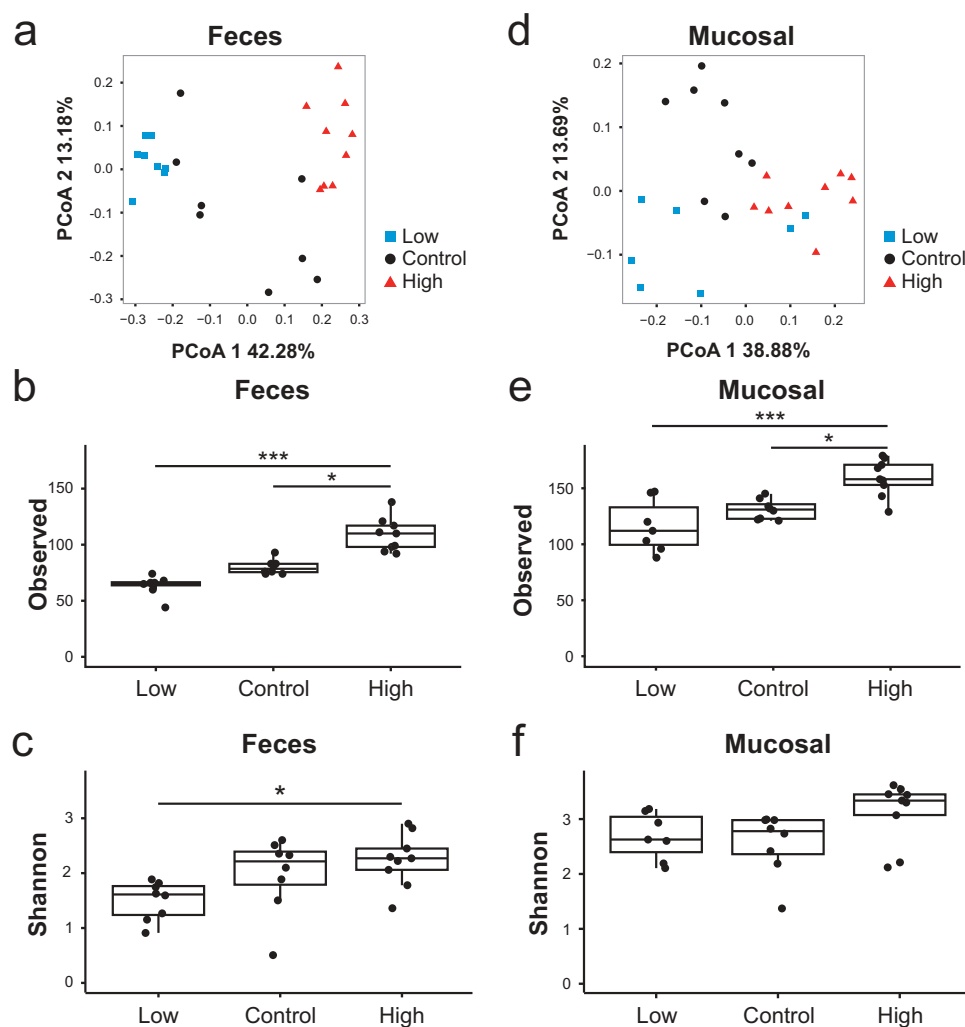 a
Feces
PCoA 2 13.18%
0.2
0.1
0.0
-0.1
-0.2
-0.3
−0.3
−0.2
−0.1
0.0
0.1
0.2
0.3
PCoA 1 42.28%
Low
Control
High
d
Mucosal
PCoA 2 13.69%
0.2
0.1
0.0
−0.1
−0.2
−0.1
0.0
0.1
0.2
PCoA 1 38.88%
Low
Control
High
b
Feces
Observed
150
100
50
0
***
*
Low
Control
High
e
Mucosal
Observed
150
100
50
0
***
*
Low
Control
High
c
Feces
Shannon
3
2
1
0
*
Low
Control
High
f
Mucosal
Shannon
3
2
1
0
Low
Control
High